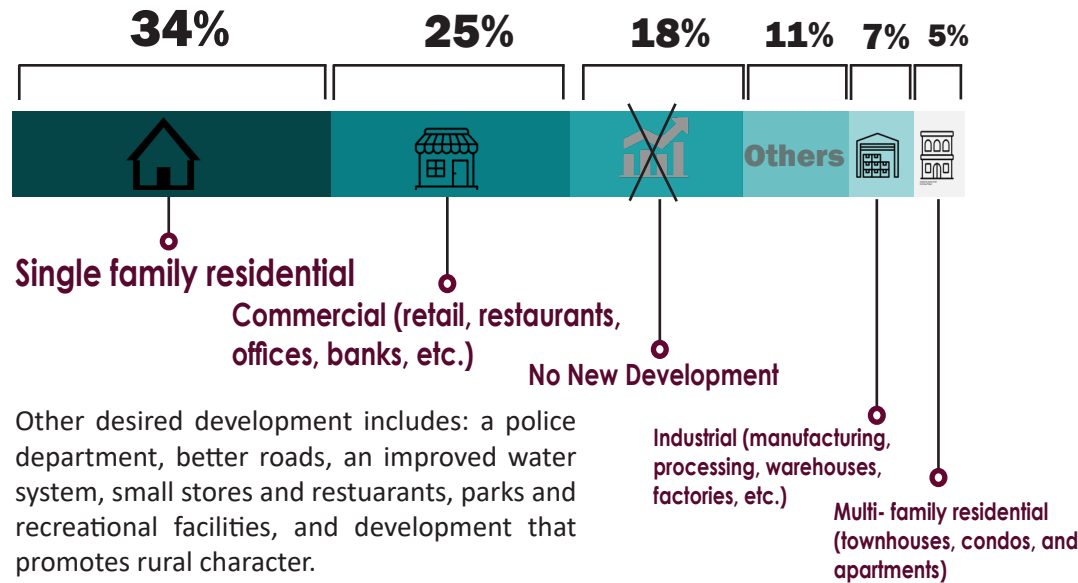 34% 25% 18% 11% 7% 5%
Others
Single family residential
Commercial (retail, restaurants,
offices, banks, etc.)
No New Development
Other desired development includes: a police
department, better roads, an improved water
system, small stores and restuarants, parks and
recreational facilities, and development that
promotes rural character.
Industrial (manufacturing,
processing, warehouses,
factories, etc.)
Multi- family residential
(townhouses, condos, and
apartments)